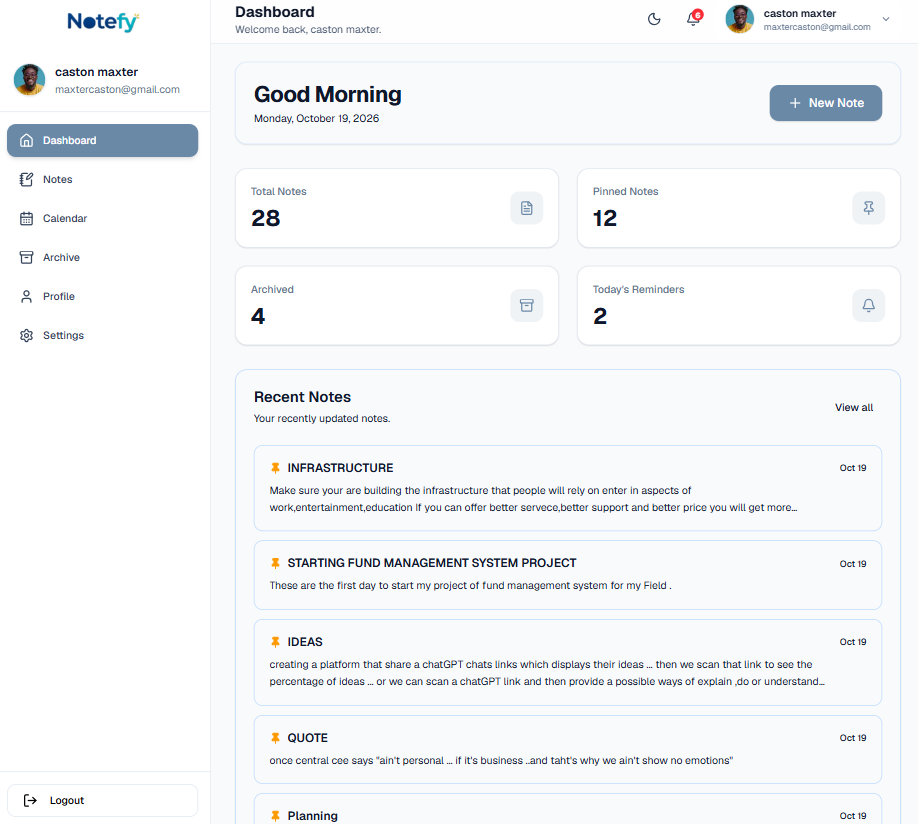 Notefy
caston maxter
maxtercaston@gmail.com
Dashboard
Notes
Calendar
Archive
Profile
Settings
Logout
Dashboard
Welcome back, caston maxter.
6
caston maxter
maxtercaston@gmail.com
Good Morning
Monday, October 19, 2026
New Note
Total Notes
28
Pinned Notes
12
Archived
4
Today's Reminders
2
Recent Notes
Your recently updated notes.
View all
INFRASTRUCTURE
Oct 19
Make sure your are building the infrastructure that people will rely on enter in aspects of
work,entertainment,education If you can offer better servece,better support and better price you will get more...
STARTING FUND MANAGEMENT SYSTEM PROJECT
Oct 19
These are the first day to start my project of fund management system for my Field .
IDEAS
Oct 19
creating a platform that share a chatGPT chats links which displays their ideas ... then we scan that link to see the
percentage of ideas ... or we can scan a chatGPT link and then provide a possible ways of explain ,do or understand...
QUOTE
Oct 19
once central cee says "ain't personal ... if it's business ..and taht's why we ain't show no emotions"
Planning
Oct 19